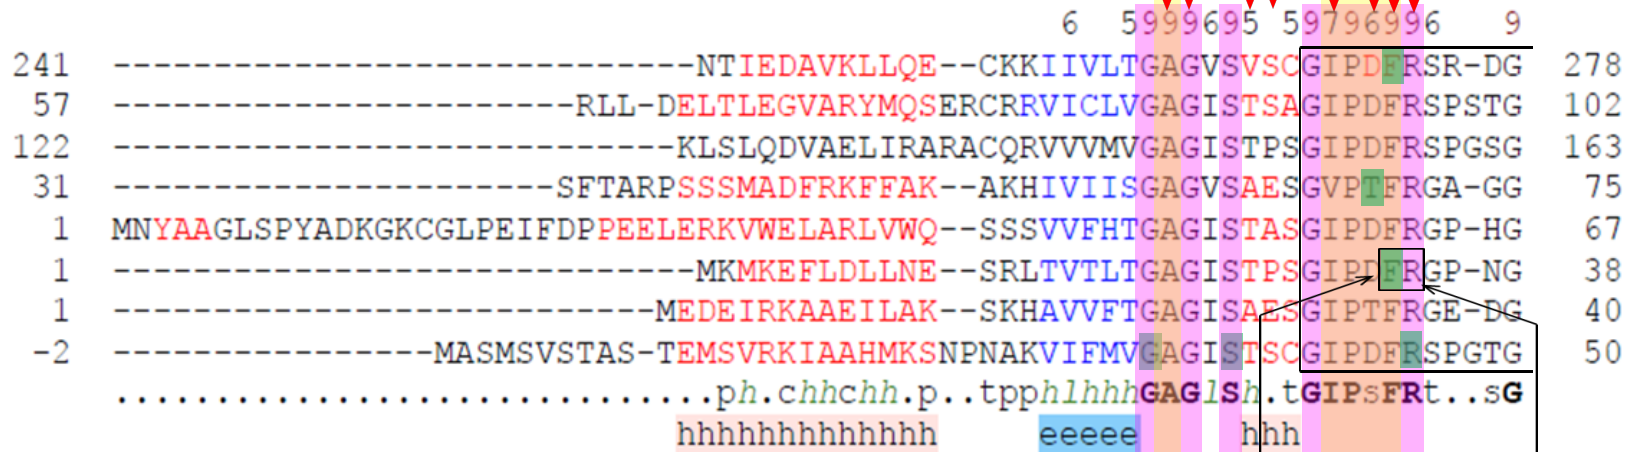 6 5999695 59796996 9
241 -----------------------------NTIEDAVKLLQE--CKKIIVLTGAGVSVSCGIPDFRSR-DG 278
57 -----------------------RLL-DELTLEGVARYMQSERCRRVICLVGAGISTSAGIPDFRSPSTG 102
122 ----------------------------KLSLQDVAELIRARACQRVVVMVGAGISTPSGIPDFRSPGSG 163
31 ----------------------SFTARPSSSMADFRKFFAK--AKHIVIISGAGVSAESGVPTFRGA-GG 75
1 MNYAAGLSPYADKGKCGLPEIFDPPEELERKVWELARLVWQ--SSSVVFHTGAGISTASGIPDFRGP-HG 67
1 -----------------------------MKMKEFLDLLNE--SRLTVTLTGAGISTPSGIPDFRGP-NG 38
1 ---------------------------MEDEIRKAAEILAK--SKHAVVFTGAGISAESGIPTFRGE-DG 40
-2 ----------------MASMSVSTAS-TEMSVRKIAAHMKSNPNAKVIFMVGAGISTSCGIPDFRSPGTG 50
..............................ph.chhchh.p..tpphlhhhGAGlSh.tGIPsFRt..sG
hhhhhhhhhhhhh eeeee hhh